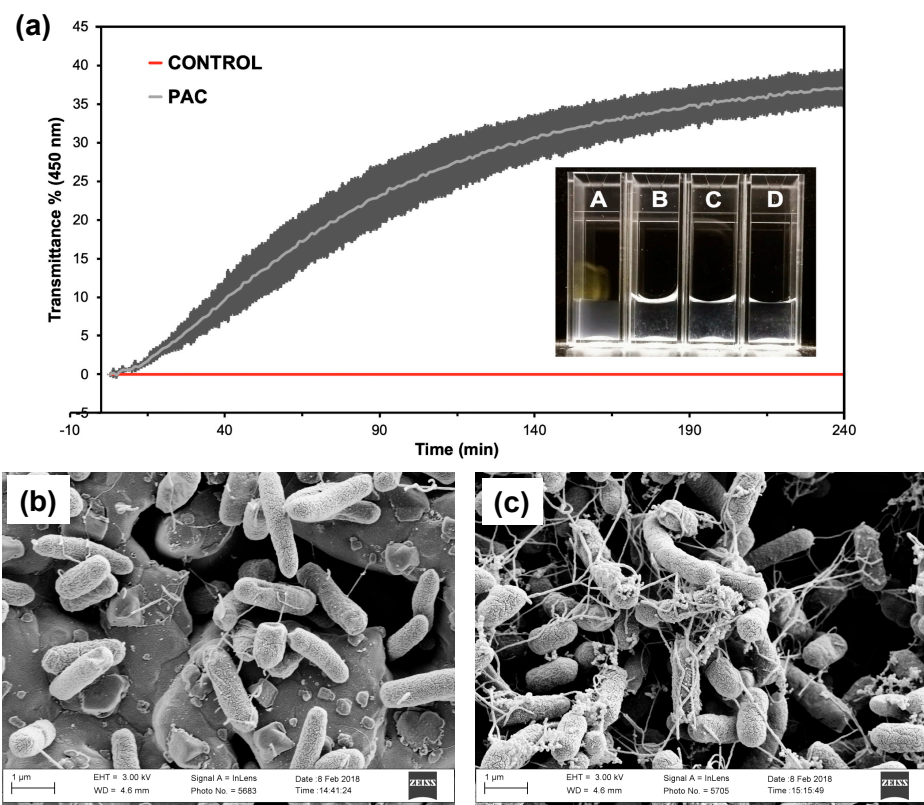 (a)
45
40
35
30
25
20
15
10
5
0
-5
Transmittance % (450 nm)
CONTROL
PAC
A B C D
-10 40 90 140 190 240
Time (min)
(b)
1 µm
EHT = 3.00 kV Signal A = InLens Date :8 Feb 2018
WD = 4.6 mm Photo No. = 5683 Time :14:41:24
ZEISS
(c)
1 µm
EHT = 3.00 kV Signal A = InLens Date :8 Feb 2018
WD = 4.6 mm Photo No. = 5705 Time :15:15:49
ZEISS